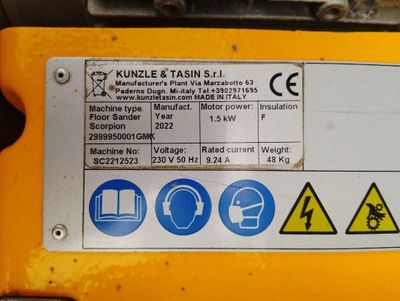 KUNZLE & TASIN S.r.l.
Manufacturer's Plant Via Marzabotto 63
Paderno Dugn. Mi-italy Tel:+3902971695
www.kunzletasin.com MADE IN ITALY
CE
Machine type. Manufact. Motor power: Insulation
Floor Sander Year 1.5 kW F
Scorpion 2022
2999950001GMK
Machine No: Voltage: Rated current Weight:
SC2212523 230 V 50 Hz 9.24 A 48 Kg